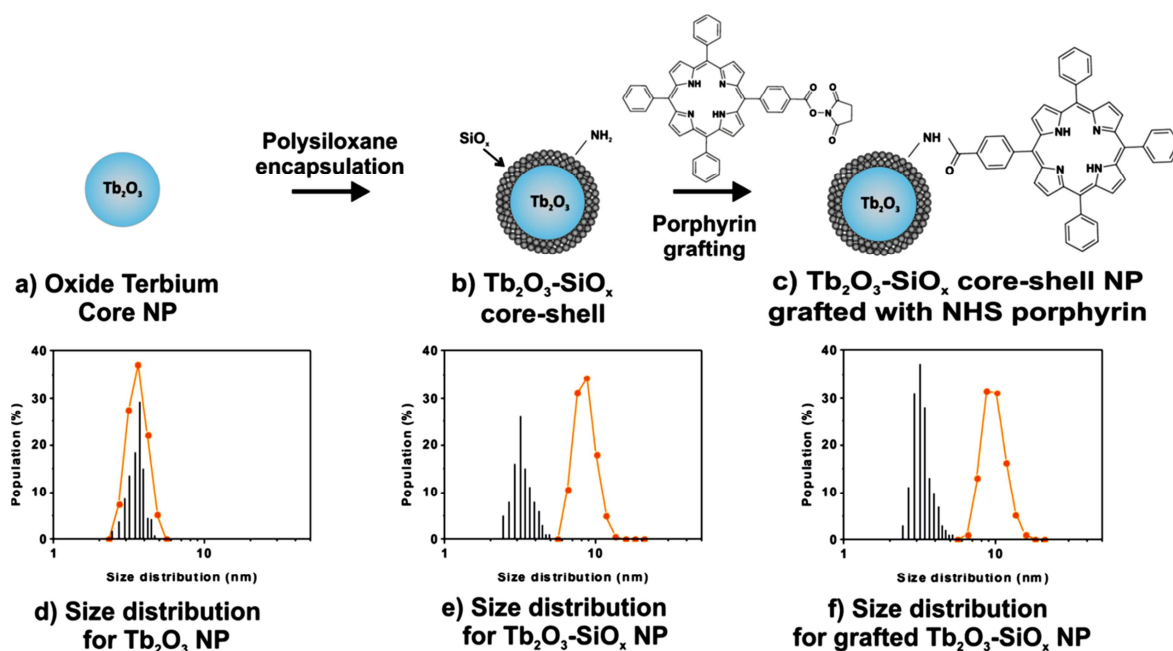 Polysiloxane
encapsulation
Tb₂O₃
SiOₓ
NH₂
Tb₂O₃
NH
N
N
HN
O
O
N
O
O
Porphyrin
grafting
NH
O
NH
N
N
HN
Tb₂O₃
a) Oxide Terbium
Core NP
b) Tb₂O₃-SiOₓ
core-shell
c) Tb₂O₃-SiOₓ core-shell NP
grafted with NHS porphyrin
40
30
20
10
0
Population (%)
1
10
Size distribution (nm)
40
30
20
10
0
Population (%)
1
10
Size distribution (nm)
40
30
20
10
0
Population (%)
1
10
Size distribution (nm)
d) Size distribution
for Tb₂O₃ NP
e) Size distribution
for Tb₂O₃-SiOₓ NP
f) Size distribution
for grafted Tb₂O₃-SiOₓ NP